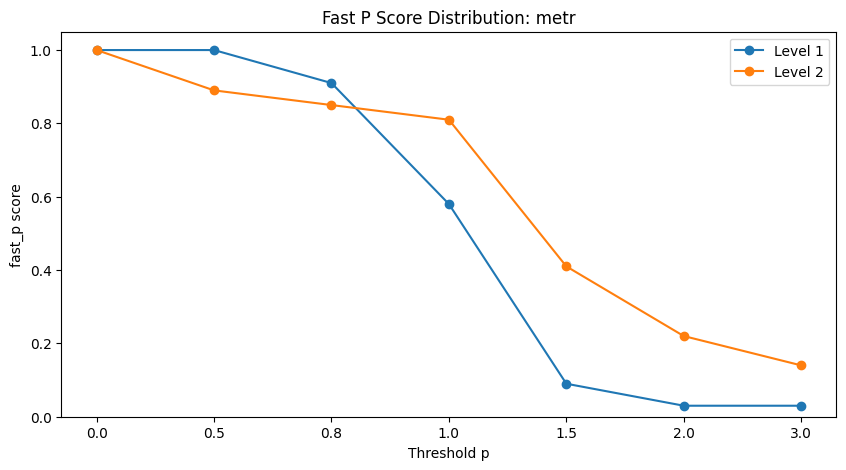 Fast P Score Distribution: metr
Level 1
Level 2
fast_p score
1.0
0.8
0.6
0.4
0.2
0.0
0.0 0.5 0.8 1.0 1.5 2.0 3.0
Threshold p